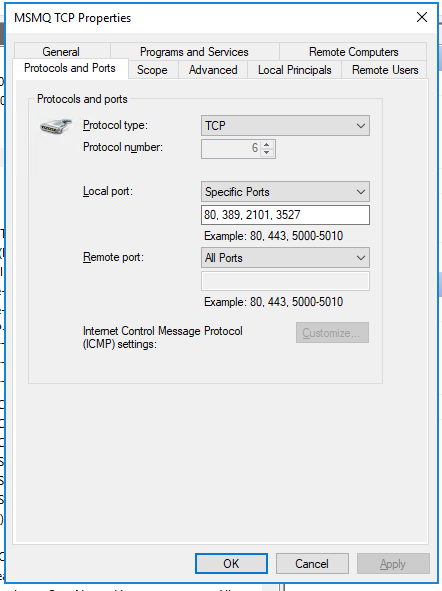 MSMQ TCP Properties
General
Programs and Services
Remote Computers
Protocols and Ports
Scope
Advanced
Local Principals
Remote Users
Protocols and ports
Protocol type:
TCP
Protocol number:
6
Local port:
Specific Ports
80, 389, 2101, 3527
Example: 80, 443, 5000-5010
Remote port:
All Ports
Example: 80, 443, 5000-5010
Internet Control Message Protocol
(ICMP) settings:
Customize...
OK
Cancel
Apply